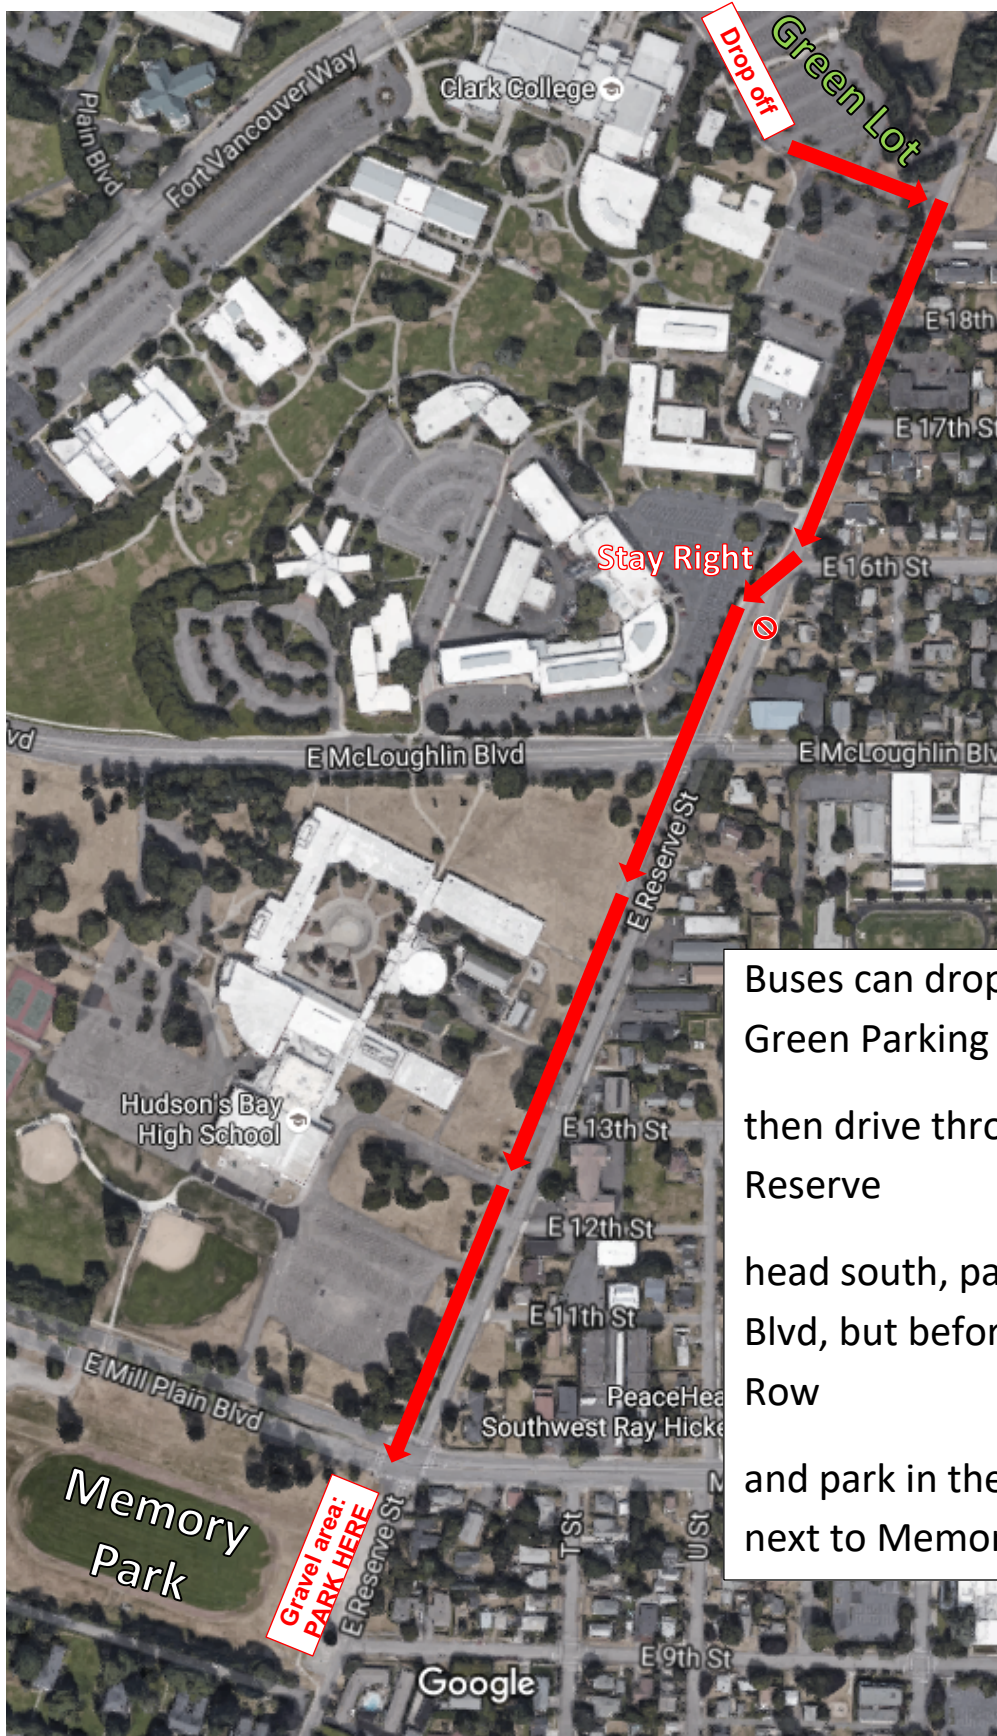 Drop off
Green Lot
Clark College
Fort Vancouver Way
Plain Blvd
E 18th
E 17th St
Stay Right
E 16th St
vd
E McLoughlin Blvd
E McLoughlin Blv
E Reserve St
Buses can drop
Green Parking
then drive thro
Reserve
head south, pa
Blvd, but befor
Row
and park in the
next to Memor
Hudson's Bay
High School
E 13th St
E 12th St
E 11th St
E Mill Plain Blvd
PeaceHea
Southwest Ray Hicke
M
Memory
Park
Gravel area:
PARK HERE
E Reserve St
T St
U St
E 9th St
Google